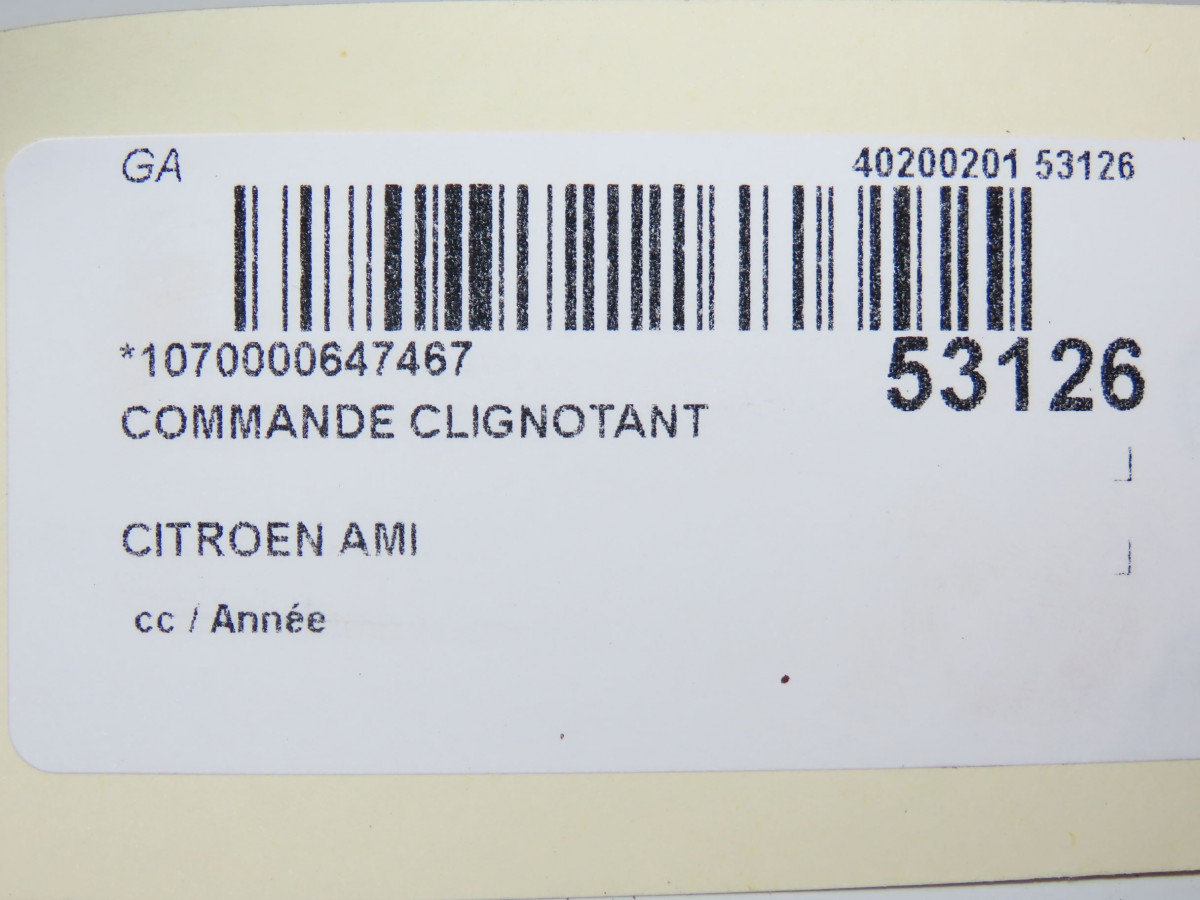 GA
40200201 53126
*1070000647467
53126
COMMANDE CLIGNOTANT
CITROEN AMI
cc / Année